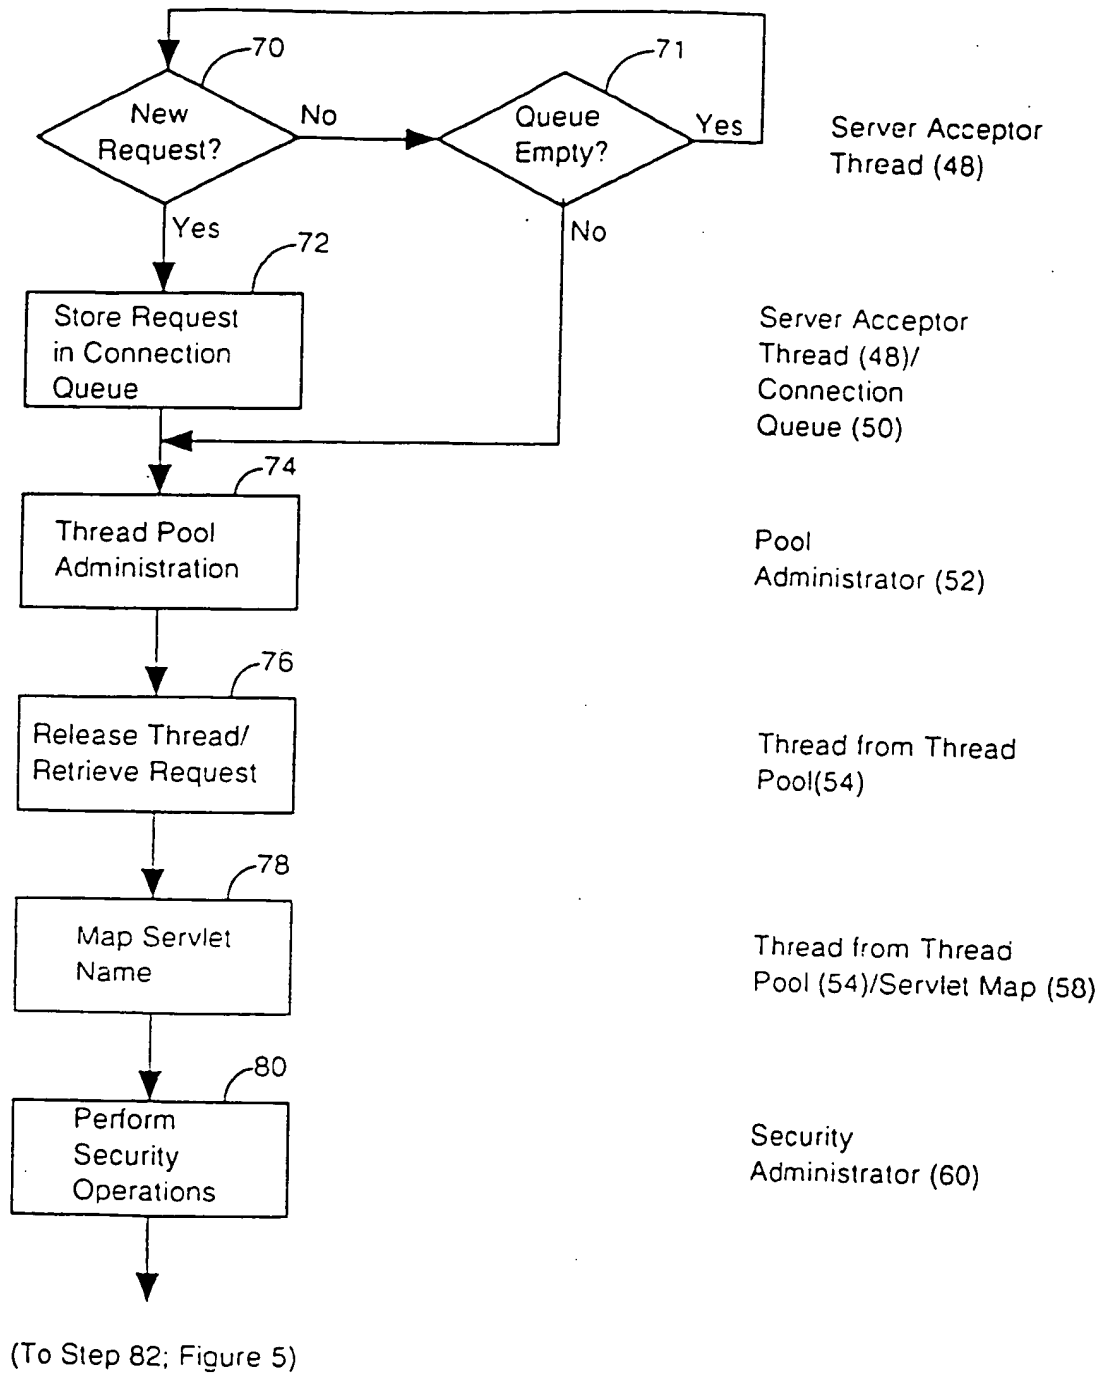 70
71
New
Request?
No
Queue
Empty?
Yes
Server Acceptor
Thread (48)
Yes
No
72
Store Request
in Connection
Queue
Server Acceptor
Thread (48)/
Connection
Queue (50)
74
Thread Pool
Administration
Pool
Administrator (52)
76
Release Thread/
Retrieve Request
Thread from Thread
Pool(54)
78
Map Servlet
Name
Thread from Thread
Pool (54)/Servlet Map (58)
80
Perform
Security
Operations
Security
Administrator (60)
(To Step 82; Figure 5)